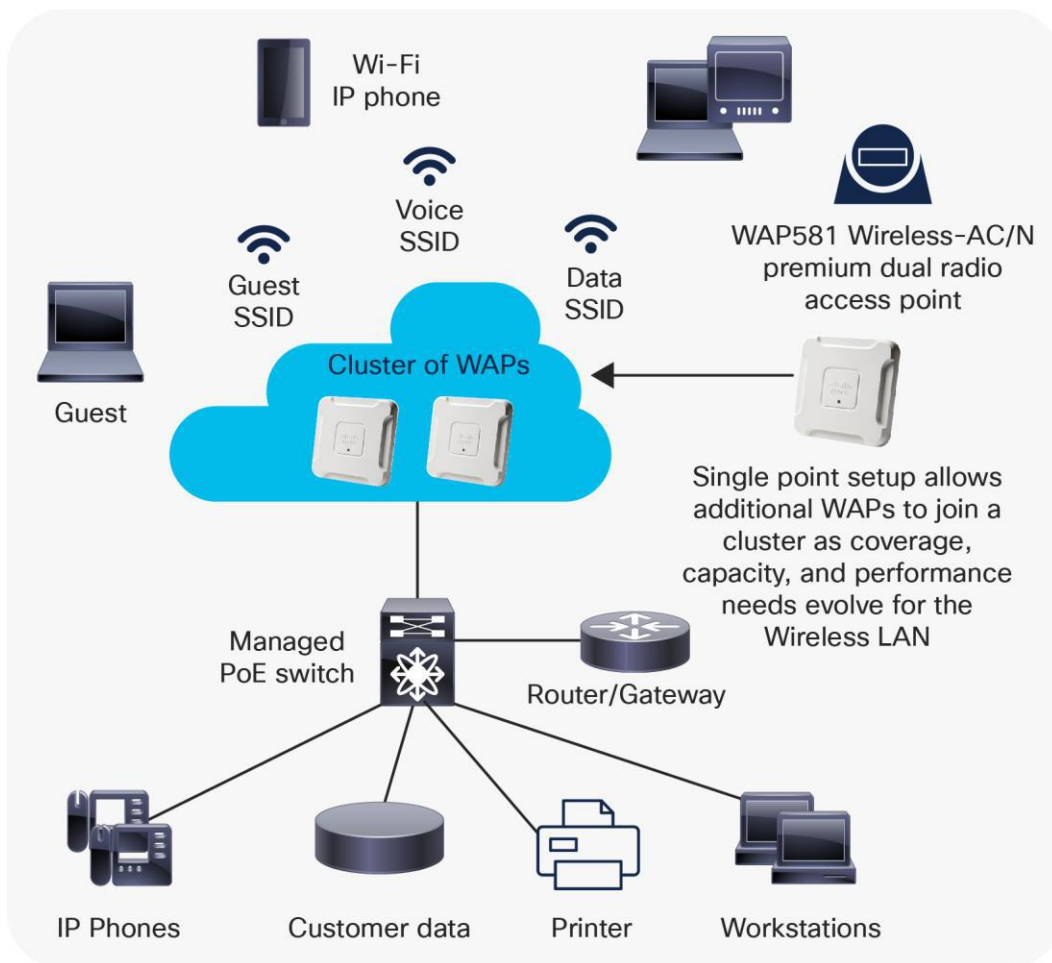 Wi-Fi
IP phone
Voice
SSID
Guest
SSID
Data
SSID
WAP581 Wireless-AC/N
premium dual radio
access point
Guest
Cluster of WAPs
Single point setup allows
additional WAPs to join a
cluster as coverage,
capacity, and performance
needs evolve for the
Wireless LAN
Managed
PoE switch
Router/Gateway
IP Phones
Customer data
Printer
Workstations